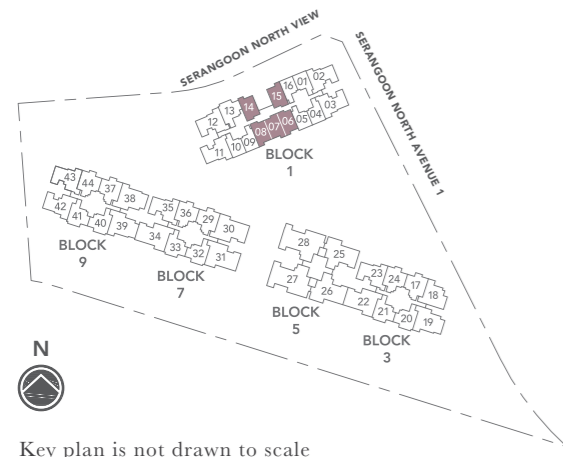 SERANGOON NORTH VIEW
SERANGOON NORTH AVENUE 1
16 01 02
15
14
13
12
03
04
05
06
07
08
09
10
11
BLOCK
1
43 44 37 38
42 41 40 39
BLOCK
9
35 36 29 30
34 33 32 31
BLOCK
7
28 25
27 26
BLOCK
5
23 24 17 18
22 21 20 19
BLOCK
3
N
Key plan is not drawn to scale